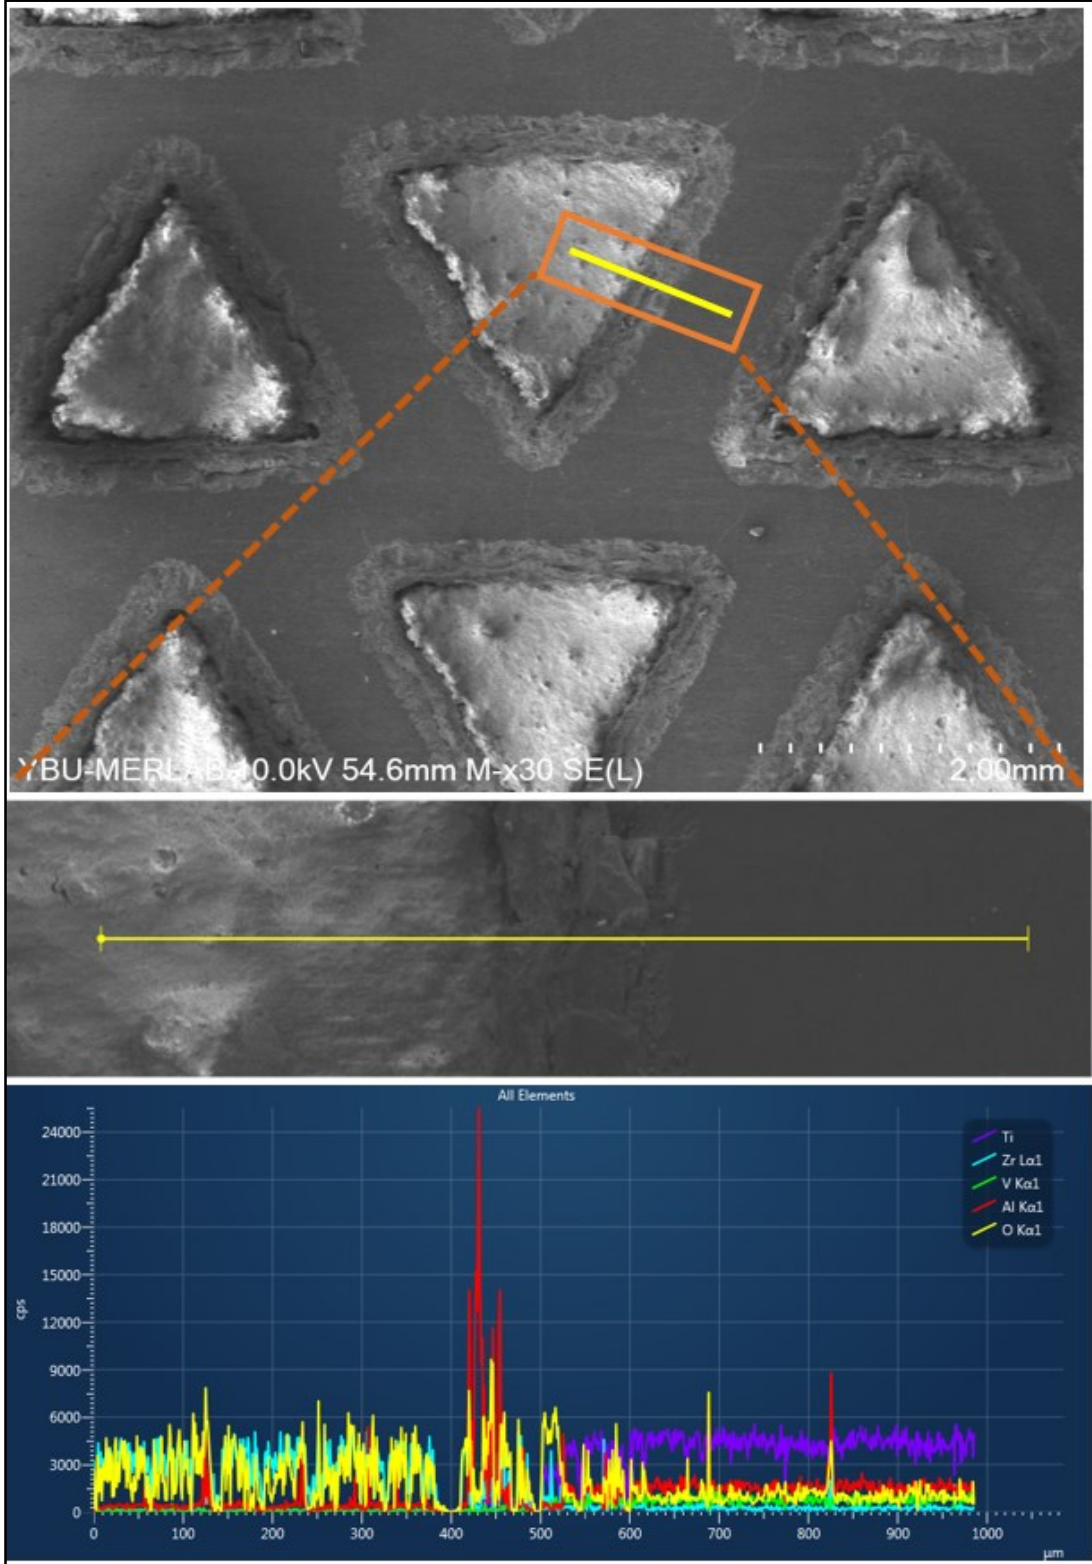 YBU-MERLAB 10.0kV 54.6mm M-x30 SE(L)
2.00mm
All Elements
24000
21000
18000
15000
12000
9000
6000
3000
0
cps
Ti
Zr Lα1
V Kα1
Al Kα1
O Kα1
0 100 200 300 400 500 600 700 800 900 1000
µm